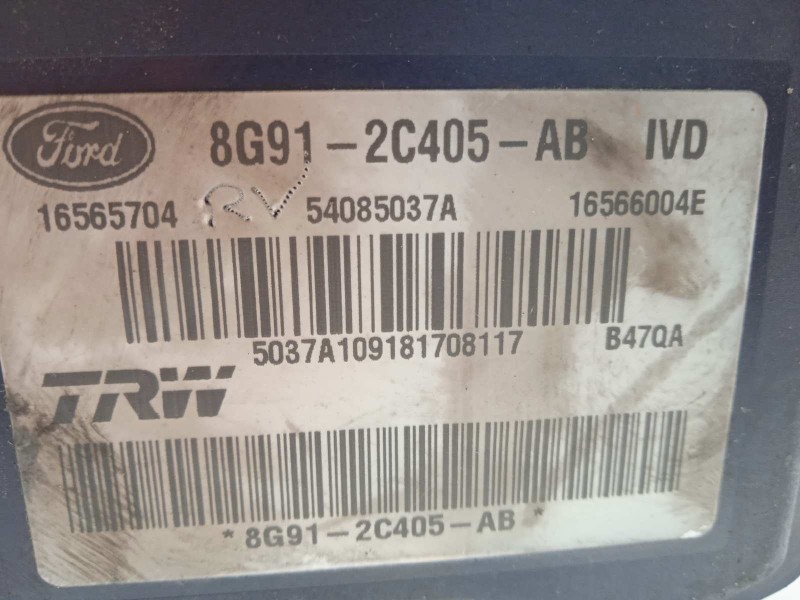 Ford 8G91-2C405-AB IVD
16565704 RV 54085037A 16566004E
5037A109181708117 B47QA
TRW
*8G91-2C405-AB*